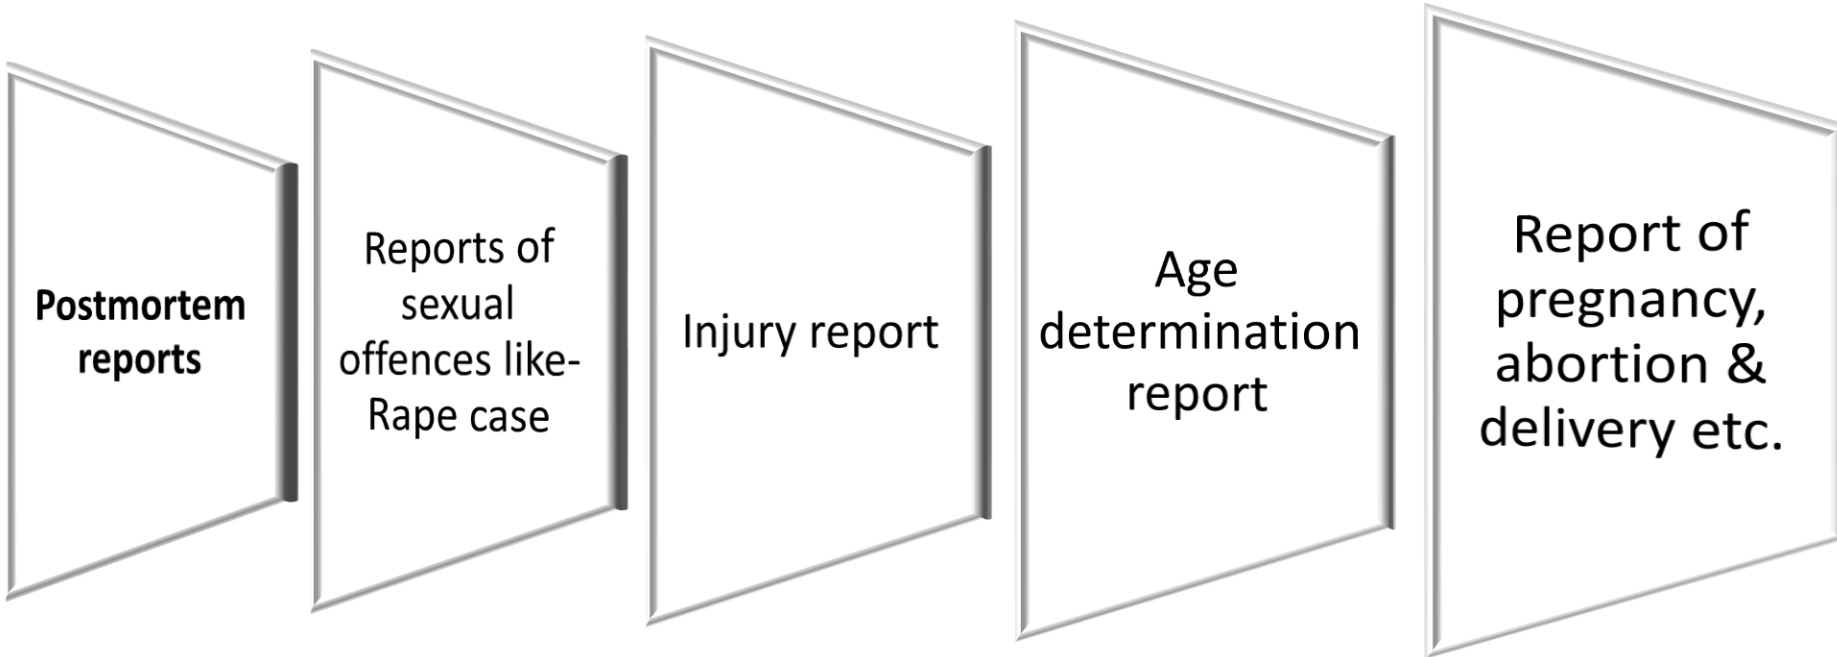 Postmortem
reports
Reports of
sexual
offences like-
Rape case
Injury report
Age
determination
report
Report of
pregnancy,
abortion &
delivery etc.